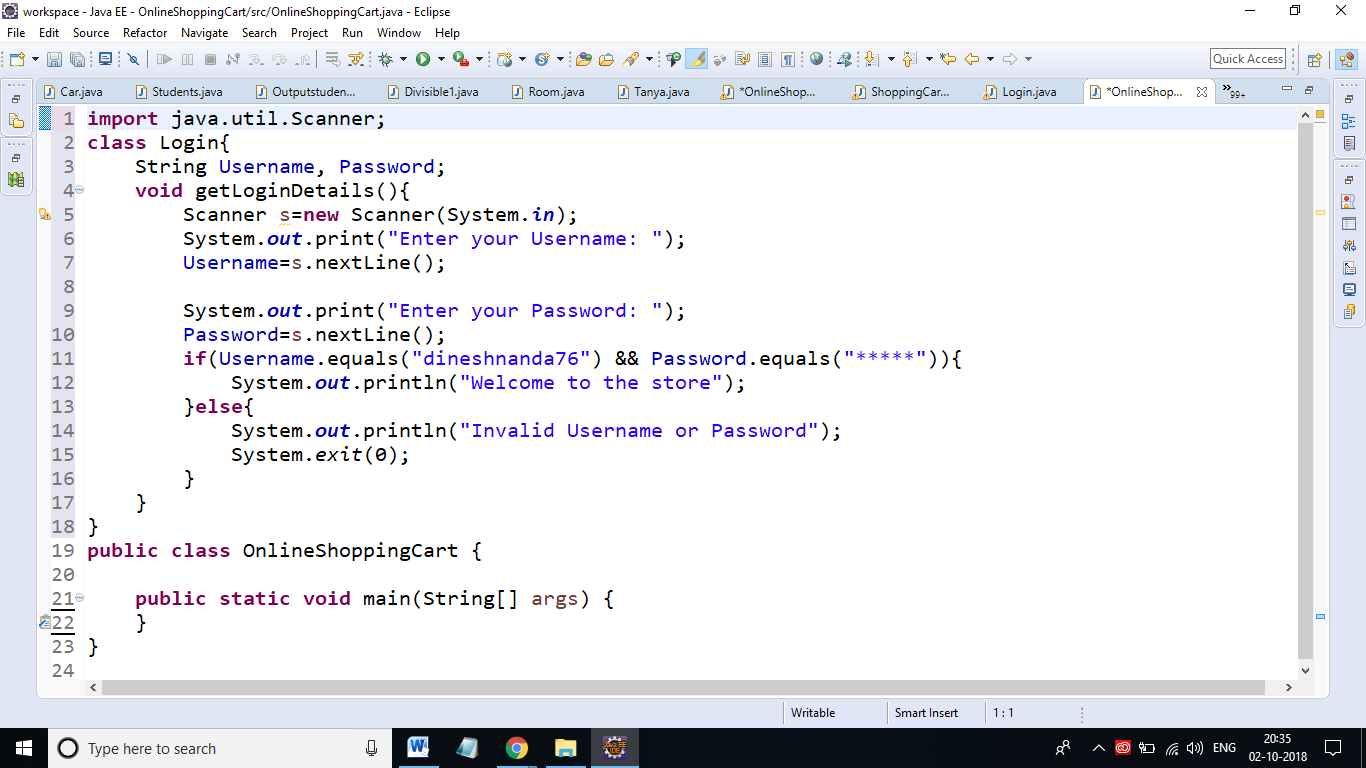 workspace - Java EE - OnlineShoppingCart/src/OnlineShoppingCart.java - Eclipse
File Edit Source Refactor Navigate Search Project Run Window Help
Quick Access
Car.java Students.java Outputstuden... Divisible1.java Room.java Tanya.java *OnlineShop... ShoppingCar... Login.java *OnlineShop... »99+
1 import java.util.Scanner;
2 class Login{
3     String Username, Password;
4     void getLoginDetails(){
5         Scanner s=new Scanner(System.in);
6         System.out.print("Enter your Username: ");
7         Username=s.nextLine();
8
9         System.out.print("Enter your Password: ");
10         Password=s.nextLine();
11         if(Username.equals("dineshnanda76") && Password.equals("*****")){
12             System.out.println("Welcome to the store");
13         }else{
14             System.out.println("Invalid Username or Password");
15             System.exit(0);
16         }
17     }
18 }
19 public class OnlineShoppingCart {
20
21     public static void main(String[] args) {
22     }
23 }
24
Writable Smart Insert 1 : 1
Type here to search
ENG
20:35
02-10-2018